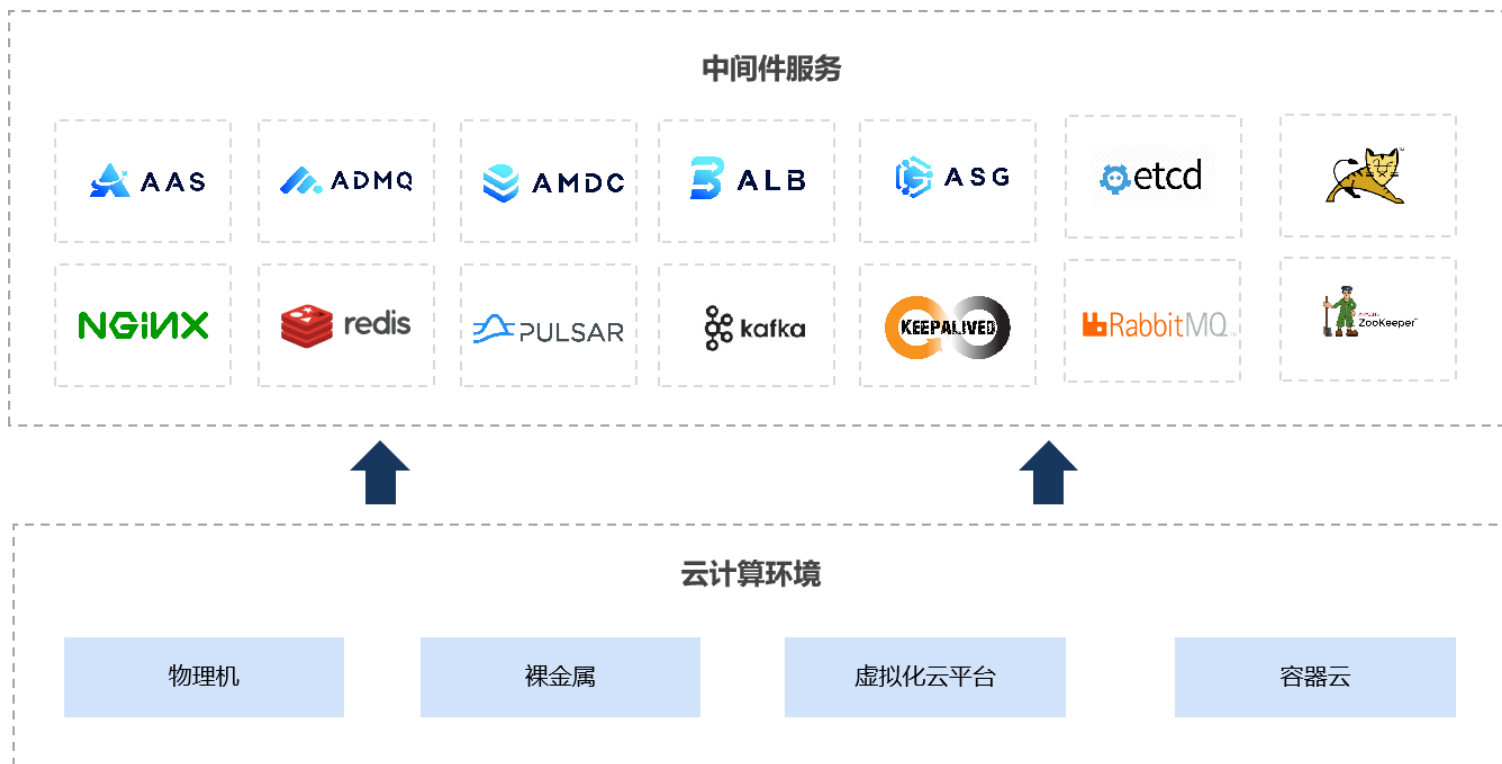 中间件服务
AAS
ADMQ
AMDC
ALB
ASG
etcd
TM
NGiNX
redis
PULSAR
kafka
KEEPALIVED
RabbitMQ
APACHE
ZooKeeper
云计算环境
物理机
裸金属
虚拟化云平台
容器云